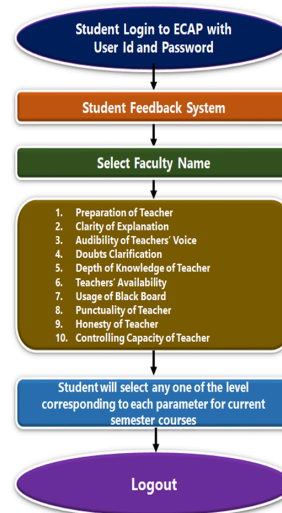 Student Login to ECAP with
User Id and Password
Student Feedback System
Select Faculty Name
1. Preparation of Teacher
2. Clarity of Explanation
3. Audibility of Teachers' Voice
4. Doubts Clarification
5. Depth of Knowledge of Teacher
6. Teachers' Availability
7. Usage of Black Board
8. Punctuality of Teacher
9. Honesty of Teacher
10. Controlling Capacity of Teacher
Student will select any one of the level
corresponding to each parameter for current
semester courses
Logout